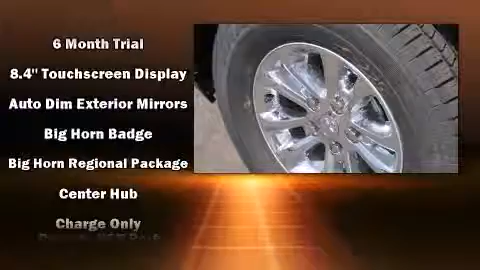 6 Month Trial
8.4" Touchscreen Display
Auto Dim Exterior Mirrors
Big Horn Badge
Big Horn Regional Package
Center Hub
Charge Only